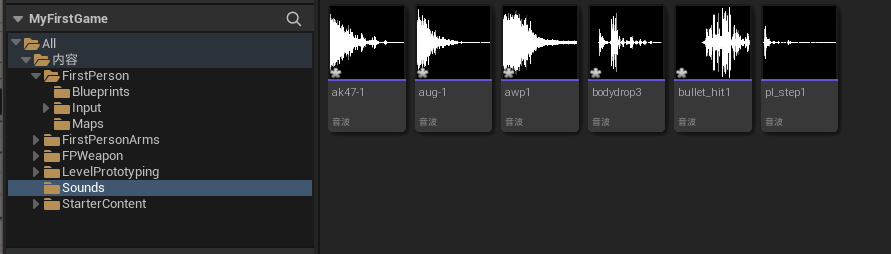 MyFirstGame
All
内容
FirstPerson
Blueprints
Input
Maps
FirstPersonArms
FPWeapon
LevelPrototyping
Sounds
StarterContent
ak47-1
aug-1
awp1
bodydrop3
bullet_hit1
pl_step1
音波
音波
音波
音波
音波
音波